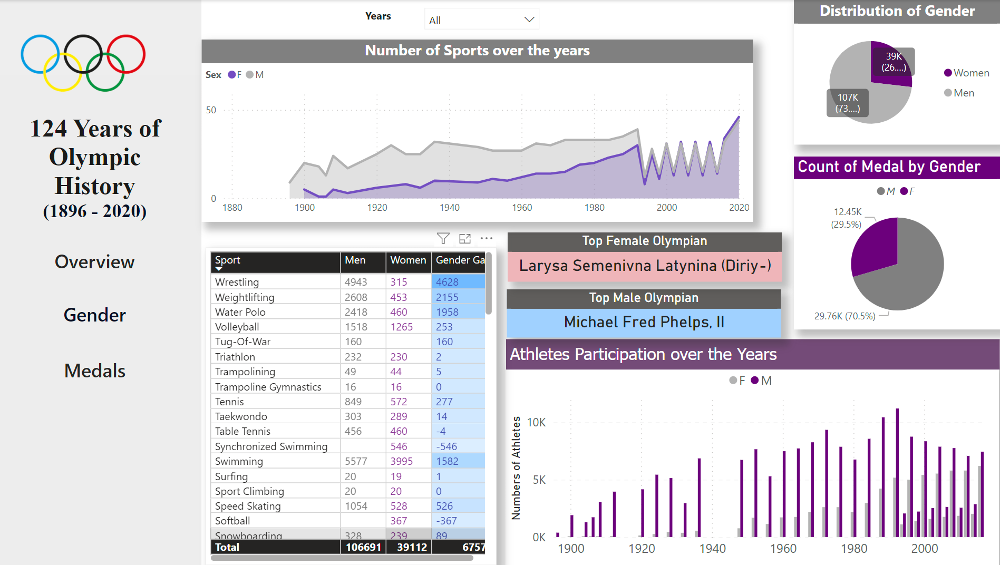 124 Years of
Olympic
History
(1896 - 2020)
Overview
Gender
Medals
Years
All
Number of Sports over the years
Sex F M
50
0
1880 1900 1920 1940 1960 1980 2000 2020
Sport Men Women Gender Ga
Wrestling 4943 315 4628
Weightlifting 2608 453 2155
Water Polo 2418 460 1958
Volleyball 1518 1265 253
Tug-Of-War 160 160
Triathlon 232 230 2
Trampolining 49 44 5
Trampoline Gymnastics 16 16 0
Tennis 849 572 277
Taekwondo 303 289 14
Table Tennis 456 460 -4
Synchronized Swimming 546 -546
Swimming 5577 3995 1582
Surfing 20 19 1
Sport Climbing 20 20 0
Speed Skating 1054 528 526
Softball 367 -367
Snowboarding 328 239 89
Total 106691 39112 6757
Top Female Olympian
Larysa Semenivna Latynina (Diriy-)
Top Male Olympian
Michael Fred Phelps, II
Distribution of Gender
39K
(26....)
107K
(73....)
Women
Men
Count of Medal by Gender
M F
12.45K
(29.5%)
29.76K (70.5%)
Athletes Participation over the Years
F M
Numbers of Athletes
10K
5K
0K
1900 1920 1940 1960 1980 2000